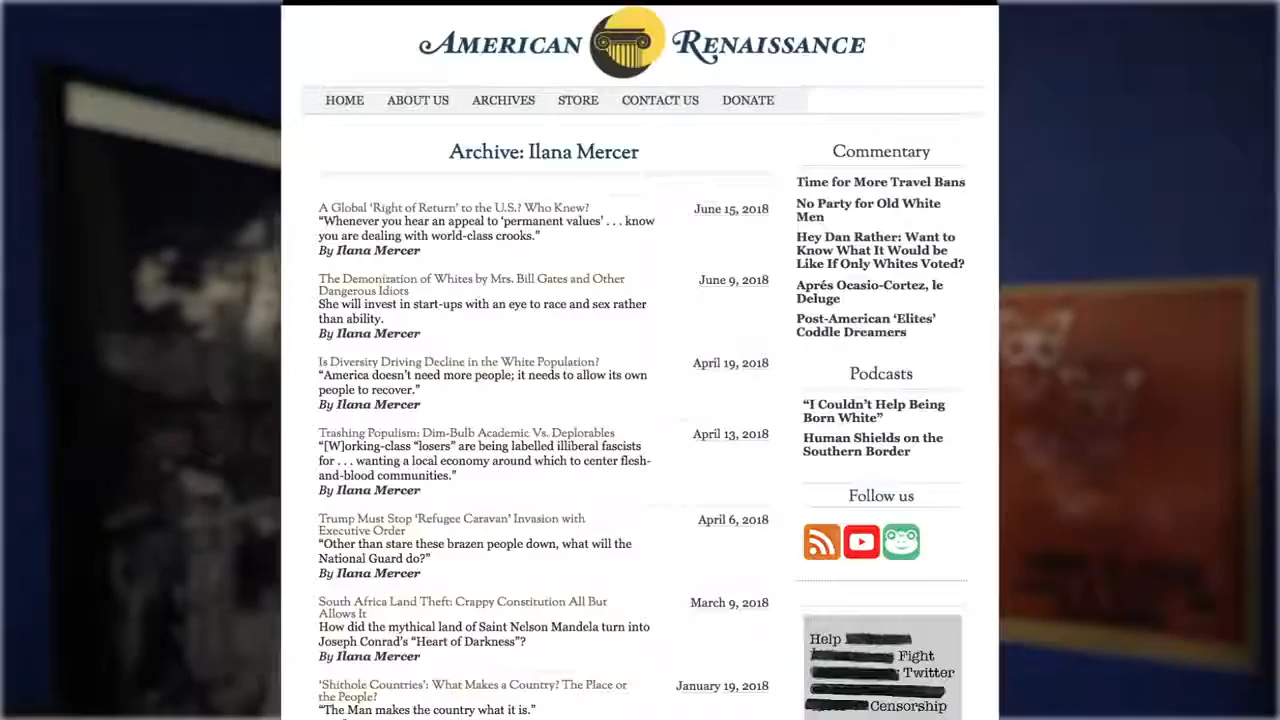 AMERICAN RENAISSANCE
HOME ABOUT US ARCHIVES STORE CONTACT US DONATE
Archive: Ilana Mercer
A Global ‘Right of Return’ to the U.S.? Who Knew?
June 15, 2018
“Whenever you hear an appeal to ‘permanent values’ . . . know
you are dealing with world-class crooks.”
By Ilana Mercer
The Demonization of Whites by Mrs. Bill Gates and Other
Dangerous Idiots
June 9, 2018
She will invest in start-ups with an eye to race and sex rather
than ability.
By Ilana Mercer
Is Diversity Driving Decline in the White Population?
April 19, 2018
“America doesn’t need more people; it needs to allow its own
people to recover.”
By Ilana Mercer
Trashing Populism: Dim-Bulb Academic Vs. Deplorables
April 13, 2018
“[W]orking-class “losers” are being labelled illiberal fascists
for . . . wanting a local economy around which to center flesh-
and-blood communities.”
By Ilana Mercer
Trump Must Stop ‘Refugee Caravan’ Invasion with
Executive Order
April 6, 2018
“Other than stare these brazen people down, what will the
National Guard do?”
By Ilana Mercer
South Africa Land Theft: Crappy Constitution All But
Allows It
March 9, 2018
How did the mythical land of Saint Nelson Mandela turn into
Joseph Conrad’s “Heart of Darkness”?
By Ilana Mercer
‘Shithole Countries’: What Makes a Country? The Place or
the People?
January 19, 2018
“The Man makes the country what it is.”
Commentary
Time for More Travel Bans
No Party for Old White
Men
Hey Dan Rather: Want to
Know What It Would be
Like If Only Whites Voted?
Aprés Ocasio-Cortez, le
Deluge
Post-American ‘Elites’
Coddle Dreamers
Podcasts
“I Couldn’t Help Being
Born White”
Human Shields on the
Southern Border
Follow us
Help
Fight
Twitter
Censorship